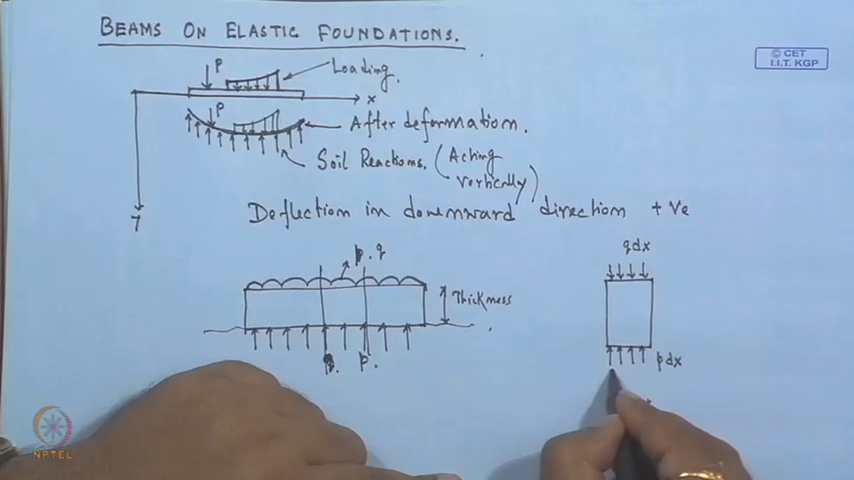 BEAMS ON ELASTIC FOUNDATIONS.
© CET
I.I.T. KGP
P
Loading.
x
P
After deformation.
Soil Reactions. (Acting
vertically)
y
Deflection in downward direction +ve
q
qdx
Thickness
p.
pdx
NPTEL